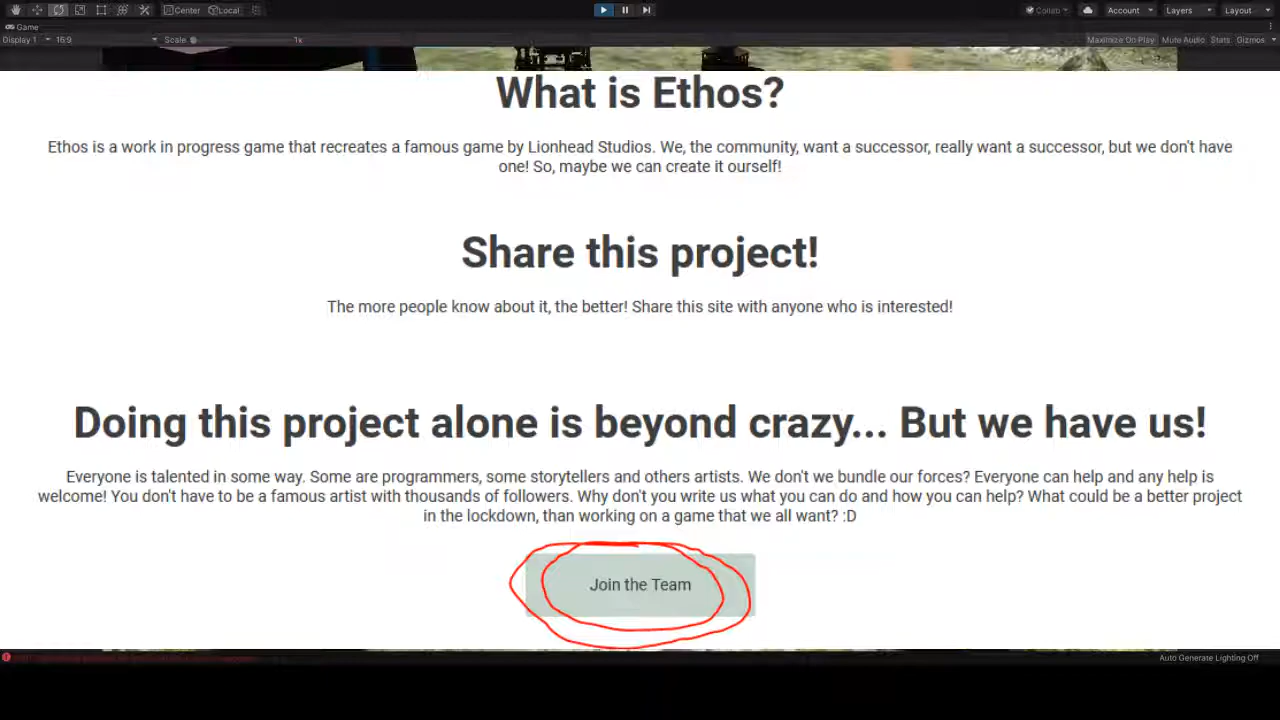 Center Local Collab Account Layers Layout
Game
Display 1 16:9 Scale 1x Maximize On Play Mute Audio Stats Gizmos
What is Ethos?
Ethos is a work in progress game that recreates a famous game by Lionhead Studios. We, the community, want a successor, really want a successor, but we don't have
one! So, maybe we can create it ourself!
Share this project!
The more people know about it, the better! Share this site with anyone who is interested!
Doing this project alone is beyond crazy... But we have us!
Everyone is talented in some way. Some are programmers, some storytellers and others artists. We don't we bundle our forces? Everyone can help and any help is
welcome! You don't have to be a famous artist with thousands of followers. Why don't you write us what you can do and how you can help? What could be a better project
in the lockdown, than working on a game that we all want? :D
Join the Team
Auto Generate Lighting Off